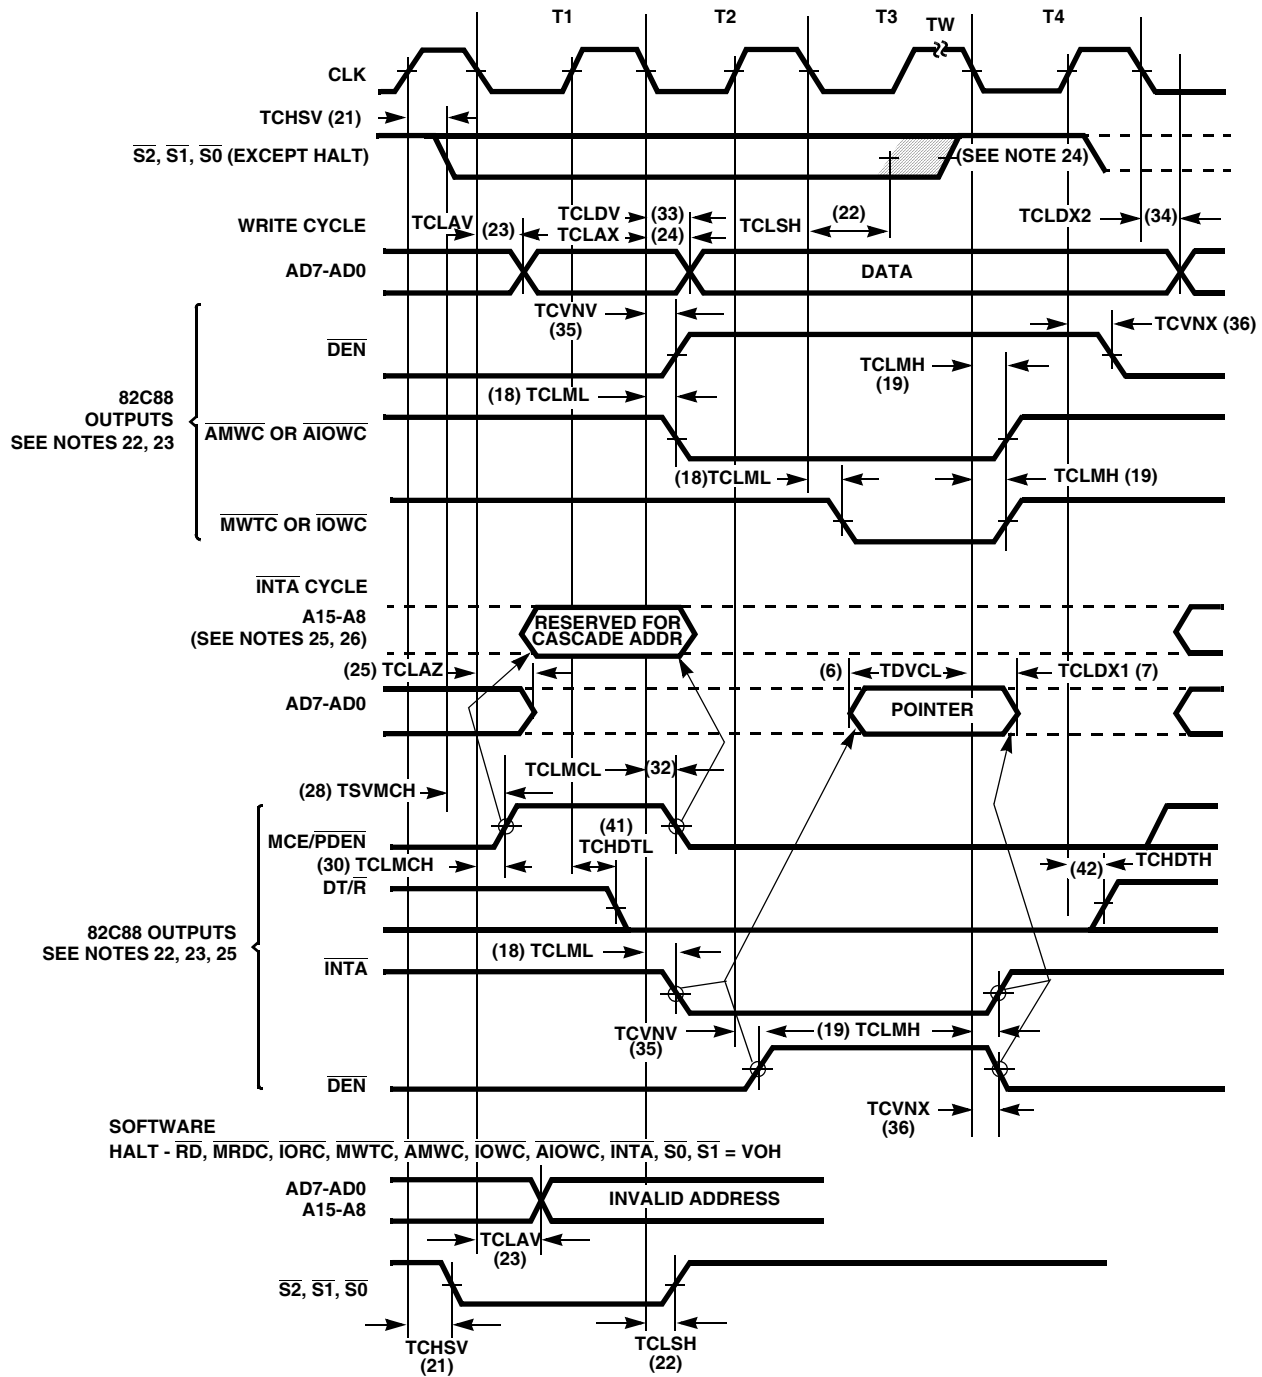 T1 T2 T3 TW T4
CLK
TCHSV (21)
S2, S1, S0 (EXCEPT HALT)
(SEE NOTE 24)
WRITE CYCLE
TCLAV (23)
TCLDV (33)
TCLAX (24)
TCLSH (22)
TCLDX2 (34)
AD7-AD0
DATA
TCVNV
(35)
TCVNX (36)
DEN
TCLMH
(19)
(18) TCLML
82C88
OUTPUTS
SEE NOTES 22, 23
AMWC OR AIOWC
(18)TCLML
TCLMH (19)
MWTC OR IOWC
INTA CYCLE
A15-A8
(SEE NOTES 25, 26)
RESERVED FOR
CASCADE ADDR
(25) TCLAZ
(6) TDVCL
TCLDX1 (7)
AD7-AD0
POINTER
TCLMCL (32)
(28) TSVMCH
MCE/PDEN
(41)
TCHDTL
(30) TCLMCH
(42) TCHDTH
DT/R
82C88 OUTPUTS
SEE NOTES 22, 23, 25
(18) TCLML
INTA
TCVNV
(35)
(19) TCLMH
DEN
TCVNX
(36)
SOFTWARE
HALT - RD, MRDC, IORC, MWTC, AMWC, IOWC, AIOWC, INTA, S0, S1 = VOH
AD7-AD0
A15-A8
INVALID ADDRESS
TCLAV
(23)
S2, S1, S0
TCHSV
(21)
TCLSH
(22)